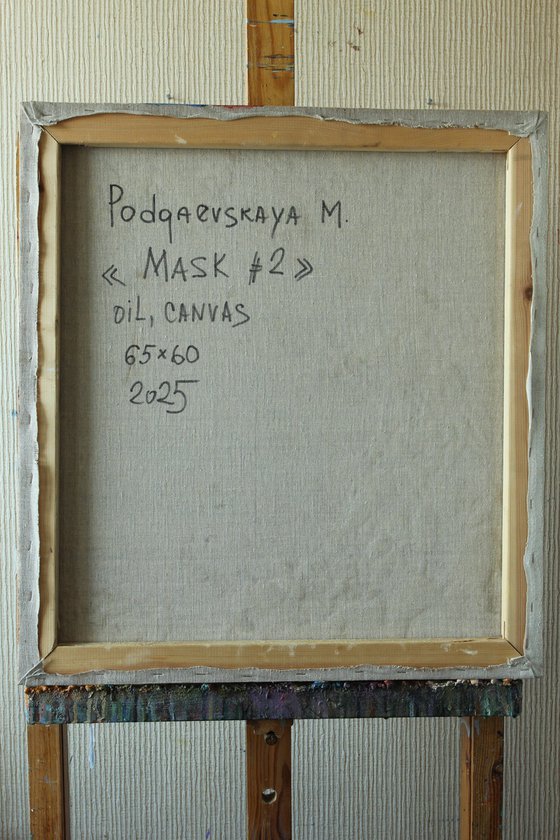 Podgaevskaya M.
« MASK #2 »
OIL, CANVAS
65×60
2025